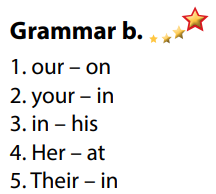 Grammar b.
1. our – on
2. your – in
3. in – his
4. Her – at
5. Their – in